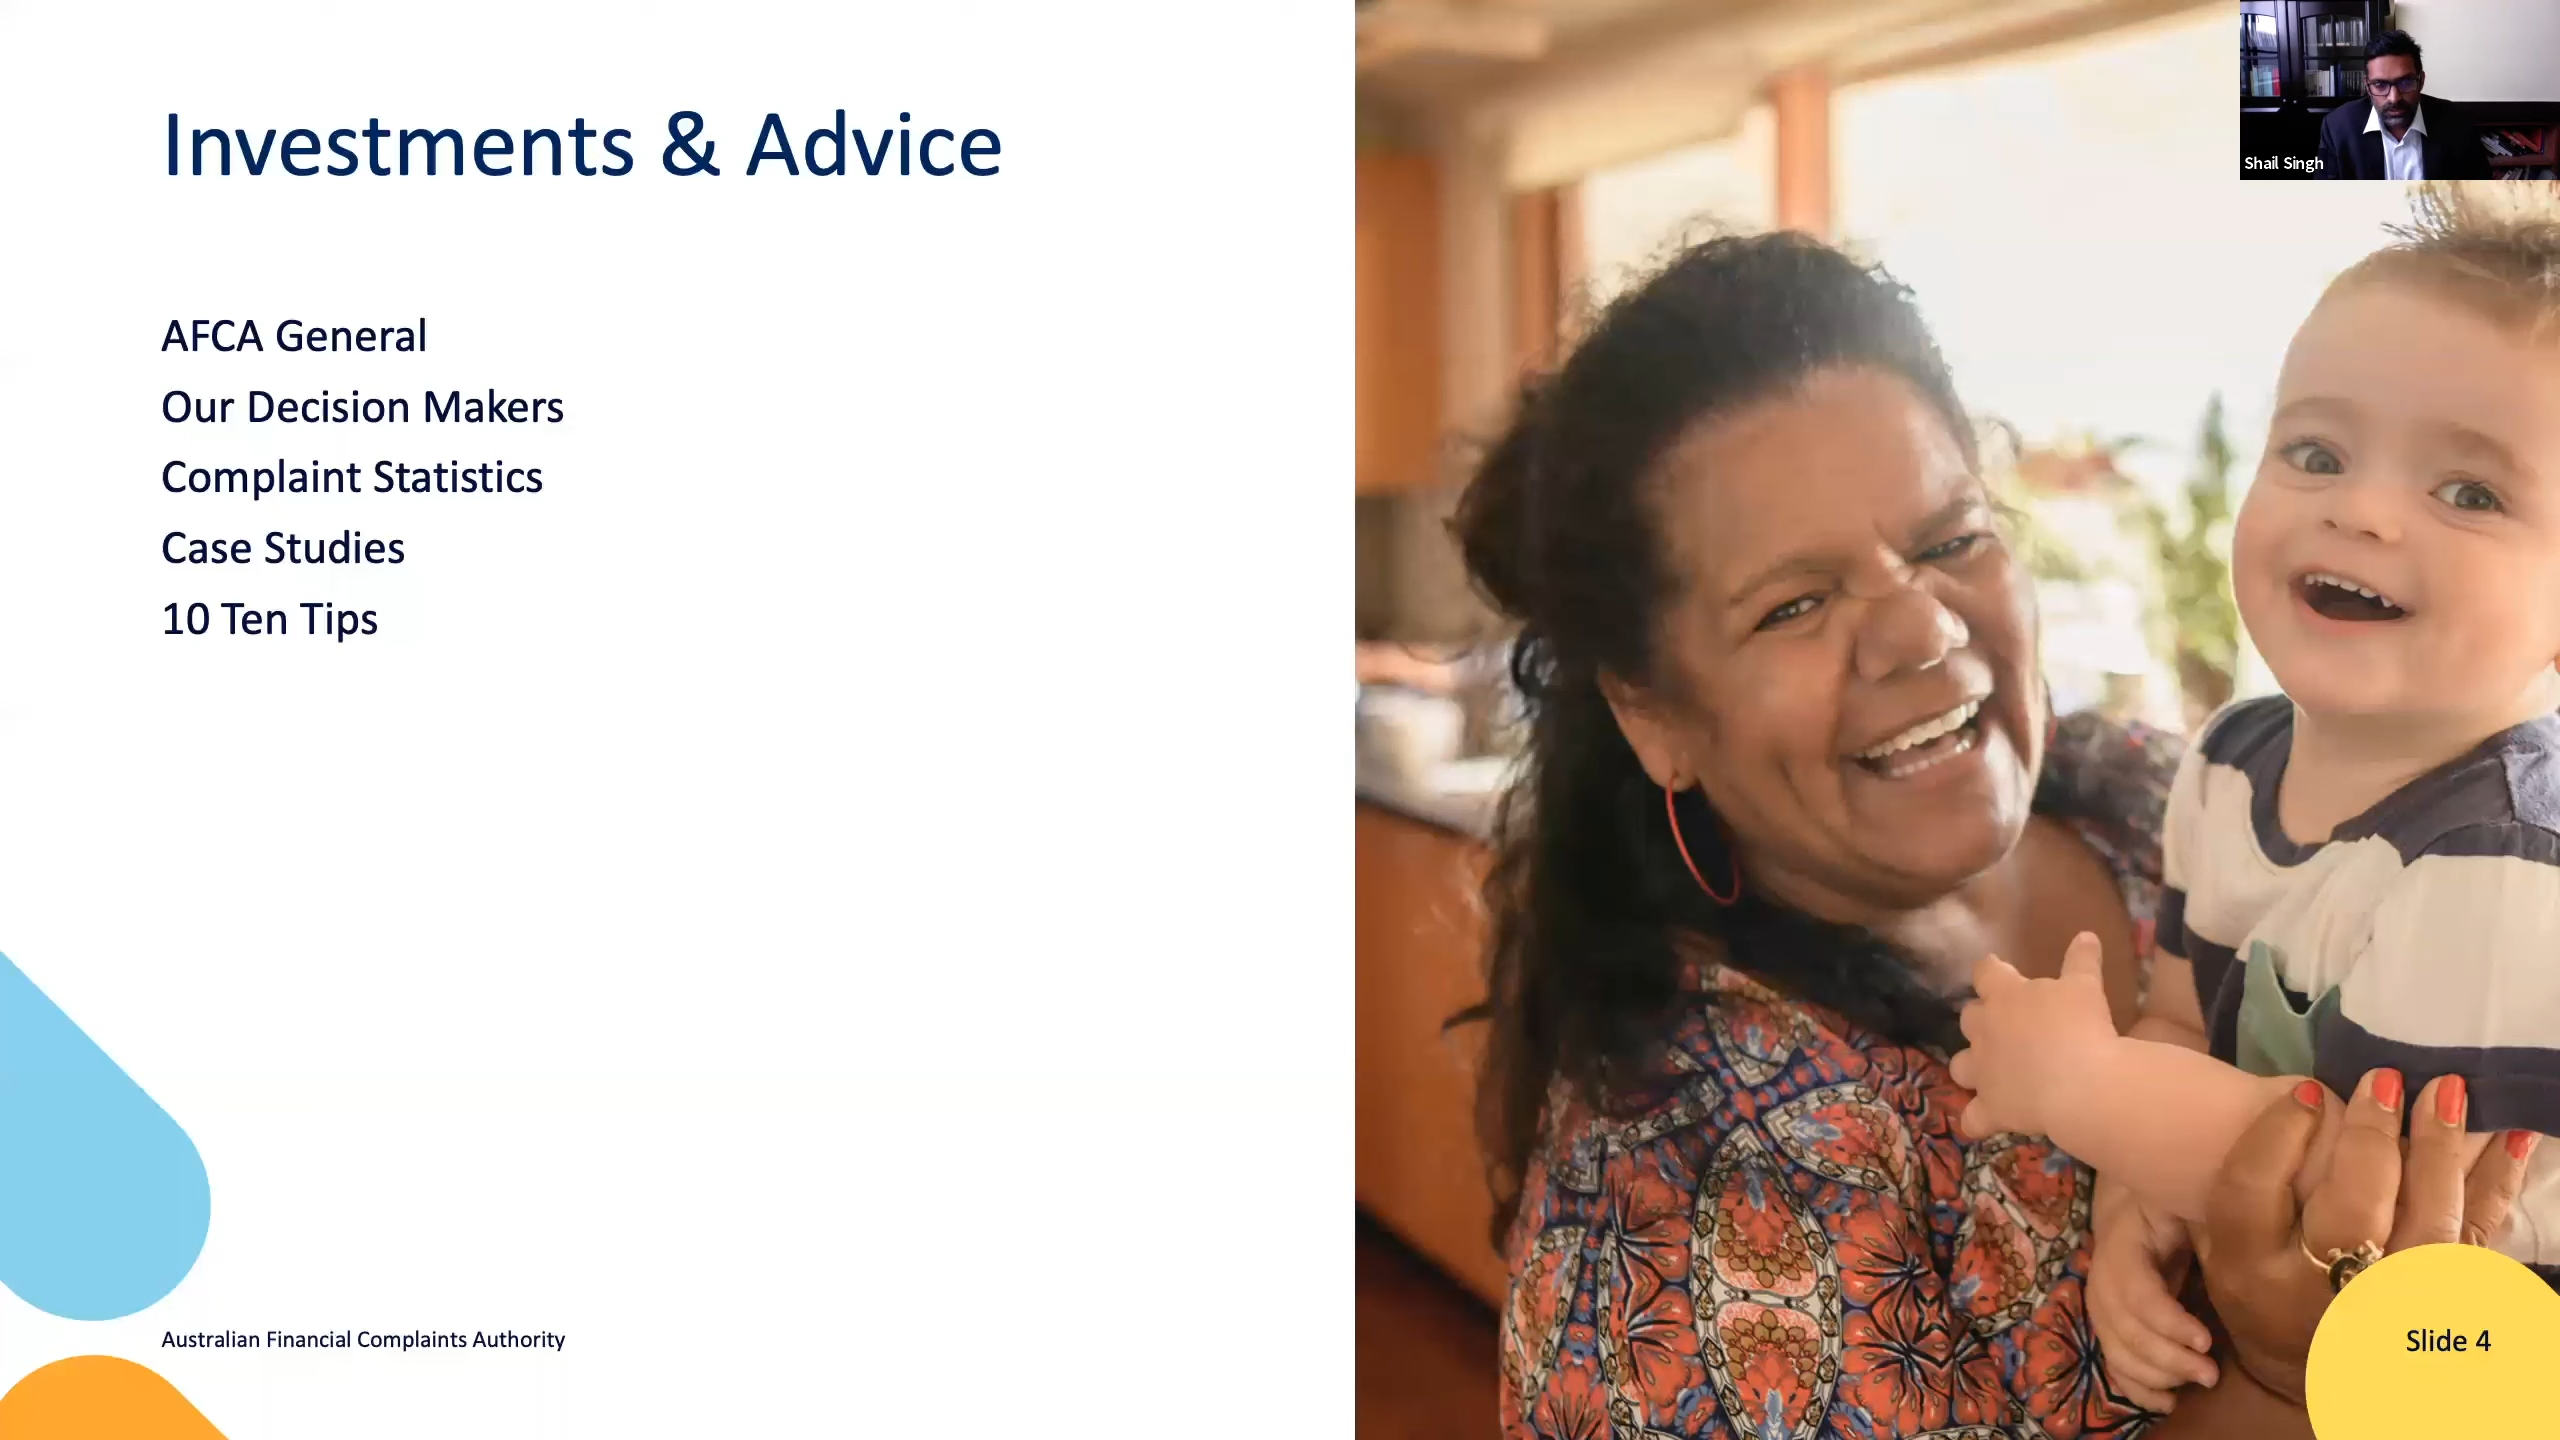 Investments & Advice
Shail Singh
AFCA General
Our Decision Makers
Complaint Statistics
Case Studies
10 Ten Tips
Australian Financial Complaints Authority
Slide 4